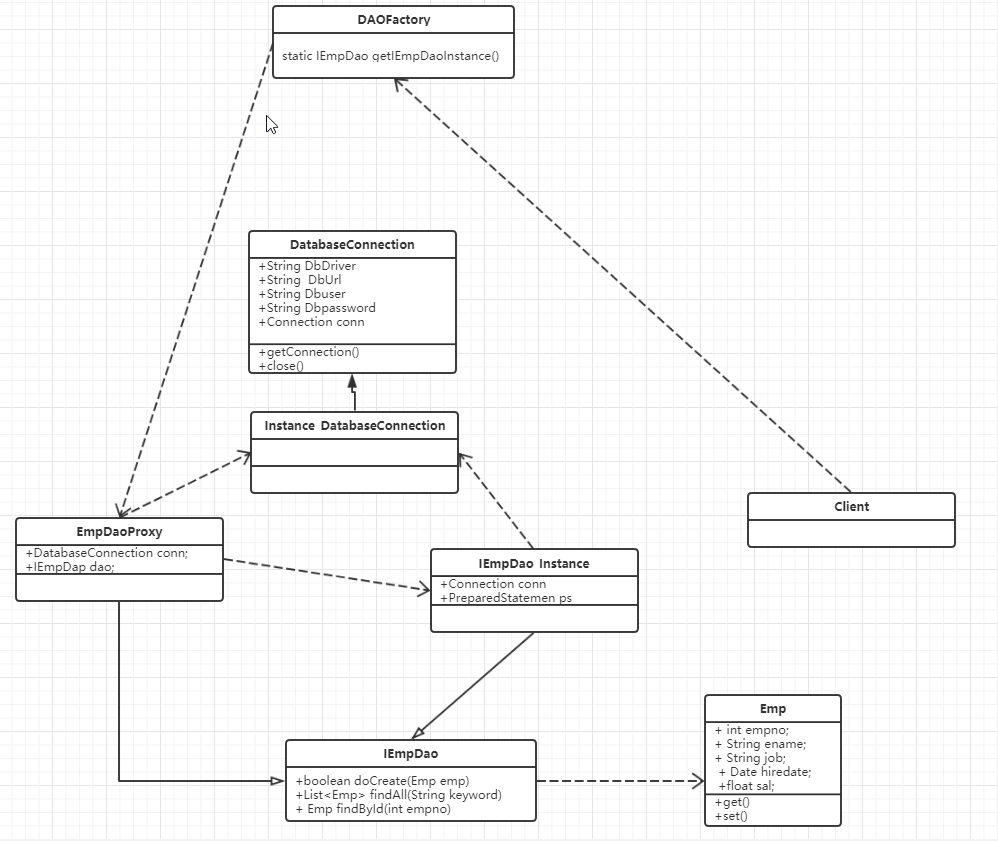 DAOFactory
static IEmpDao getIEmpDaoInstance()
DatabaseConnection
+String DbDriver
+String DbUrl
+String Dbuser
+String Dbpassword
+Connection conn
+getConnection()
+close()
Instance DatabaseConnection
Client
EmpDaoProxy
+DatabaseConnection conn;
+IEmpDap dao;
IEmpDao Instance
+Connection conn
+PreparedStatemen ps
IEmpDao
+boolean doCreate(Emp emp)
+List<Emp> findAll(String keyword)
+ Emp findById(int empno)
Emp
+ int empno;
+ String ename;
+ String job;
+ Date hiredate;
+float sal;
+get()
+set()